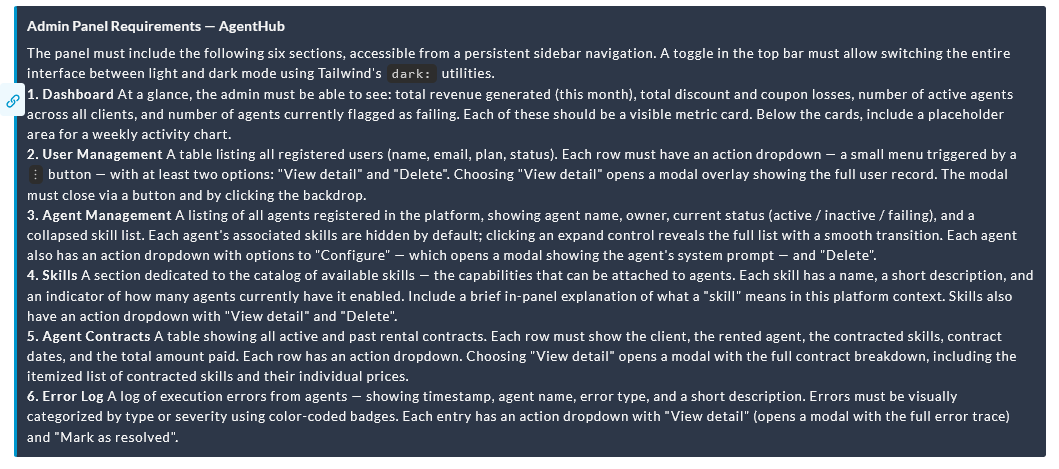 Admin Panel Requirements — AgentHub
The panel must include the following six sections, accessible from a persistent sidebar navigation. A toggle in the top bar must allow switching the entire
interface between light and dark mode using Tailwind's dark: utilities.
1. Dashboard At a glance, the admin must be able to see: total revenue generated (this month), total discount and coupon losses, number of active agents
across all clients, and number of agents currently flagged as failing. Each of these should be a visible metric card. Below the cards, include a placeholder
area for a weekly activity chart.
2. User Management A table listing all registered users (name, email, plan, status). Each row must have an action dropdown — a small menu triggered by a
⋮ button — with at least two options: "View detail" and "Delete". Choosing "View detail" opens a modal overlay showing the full user record. The modal
must close via a button and by clicking the backdrop.
3. Agent Management A listing of all agents registered in the platform, showing agent name, owner, current status (active / inactive / failing), and a
collapsed skill list. Each agent's associated skills are hidden by default; clicking an expand control reveals the full list with a smooth transition. Each agent
also has an action dropdown with options to "Configure" — which opens a modal showing the agent's system prompt — and "Delete".
4. Skills A section dedicated to the catalog of available skills — the capabilities that can be attached to agents. Each skill has a name, a short description, and
an indicator of how many agents currently have it enabled. Include a brief in-panel explanation of what a "skill" means in this platform context. Skills also
have an action dropdown with "View detail" and "Delete".
5. Agent Contracts A table showing all active and past rental contracts. Each row must show the client, the rented agent, the contracted skills, contract
dates, and the total amount paid. Each row has an action dropdown. Choosing "View detail" opens a modal with the full contract breakdown, including the
itemized list of contracted skills and their individual prices.
6. Error Log A log of execution errors from agents — showing timestamp, agent name, error type, and a short description. Errors must be visually
categorized by type or severity using color-coded badges. Each entry has an action dropdown with "View detail" (opens a modal with the full error trace)
and "Mark as resolved".